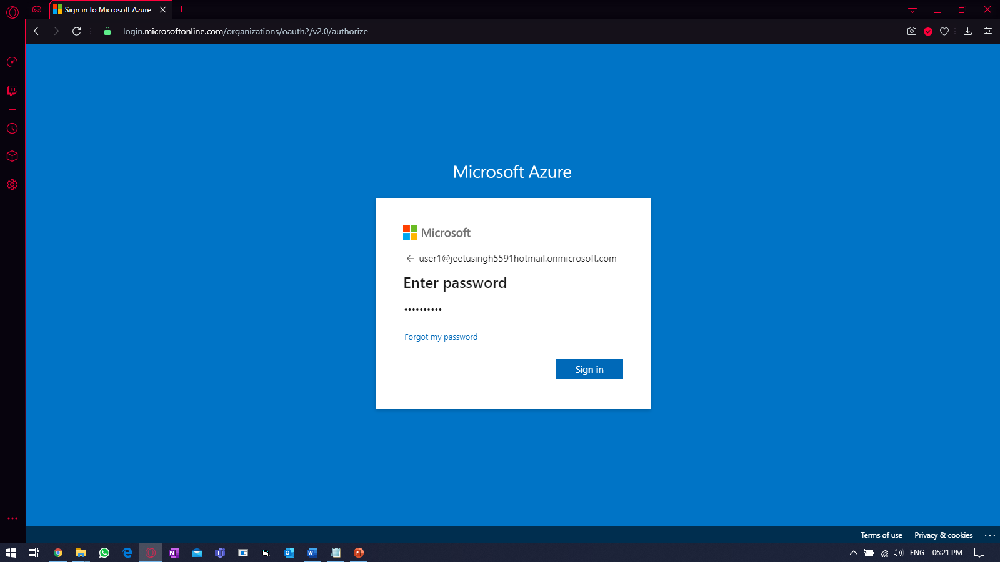 Sign in to Microsoft Azure
login.microsoftonline.com/organizations/oauth2/v2.0/authorize
Microsoft Azure
Microsoft
user1@jeetusingh5591hotmail.onmicrosoft.com
Enter password
••••••••••
Forgot my password
Sign in
Terms of use Privacy & cookies ...
ENG 06:21 PM